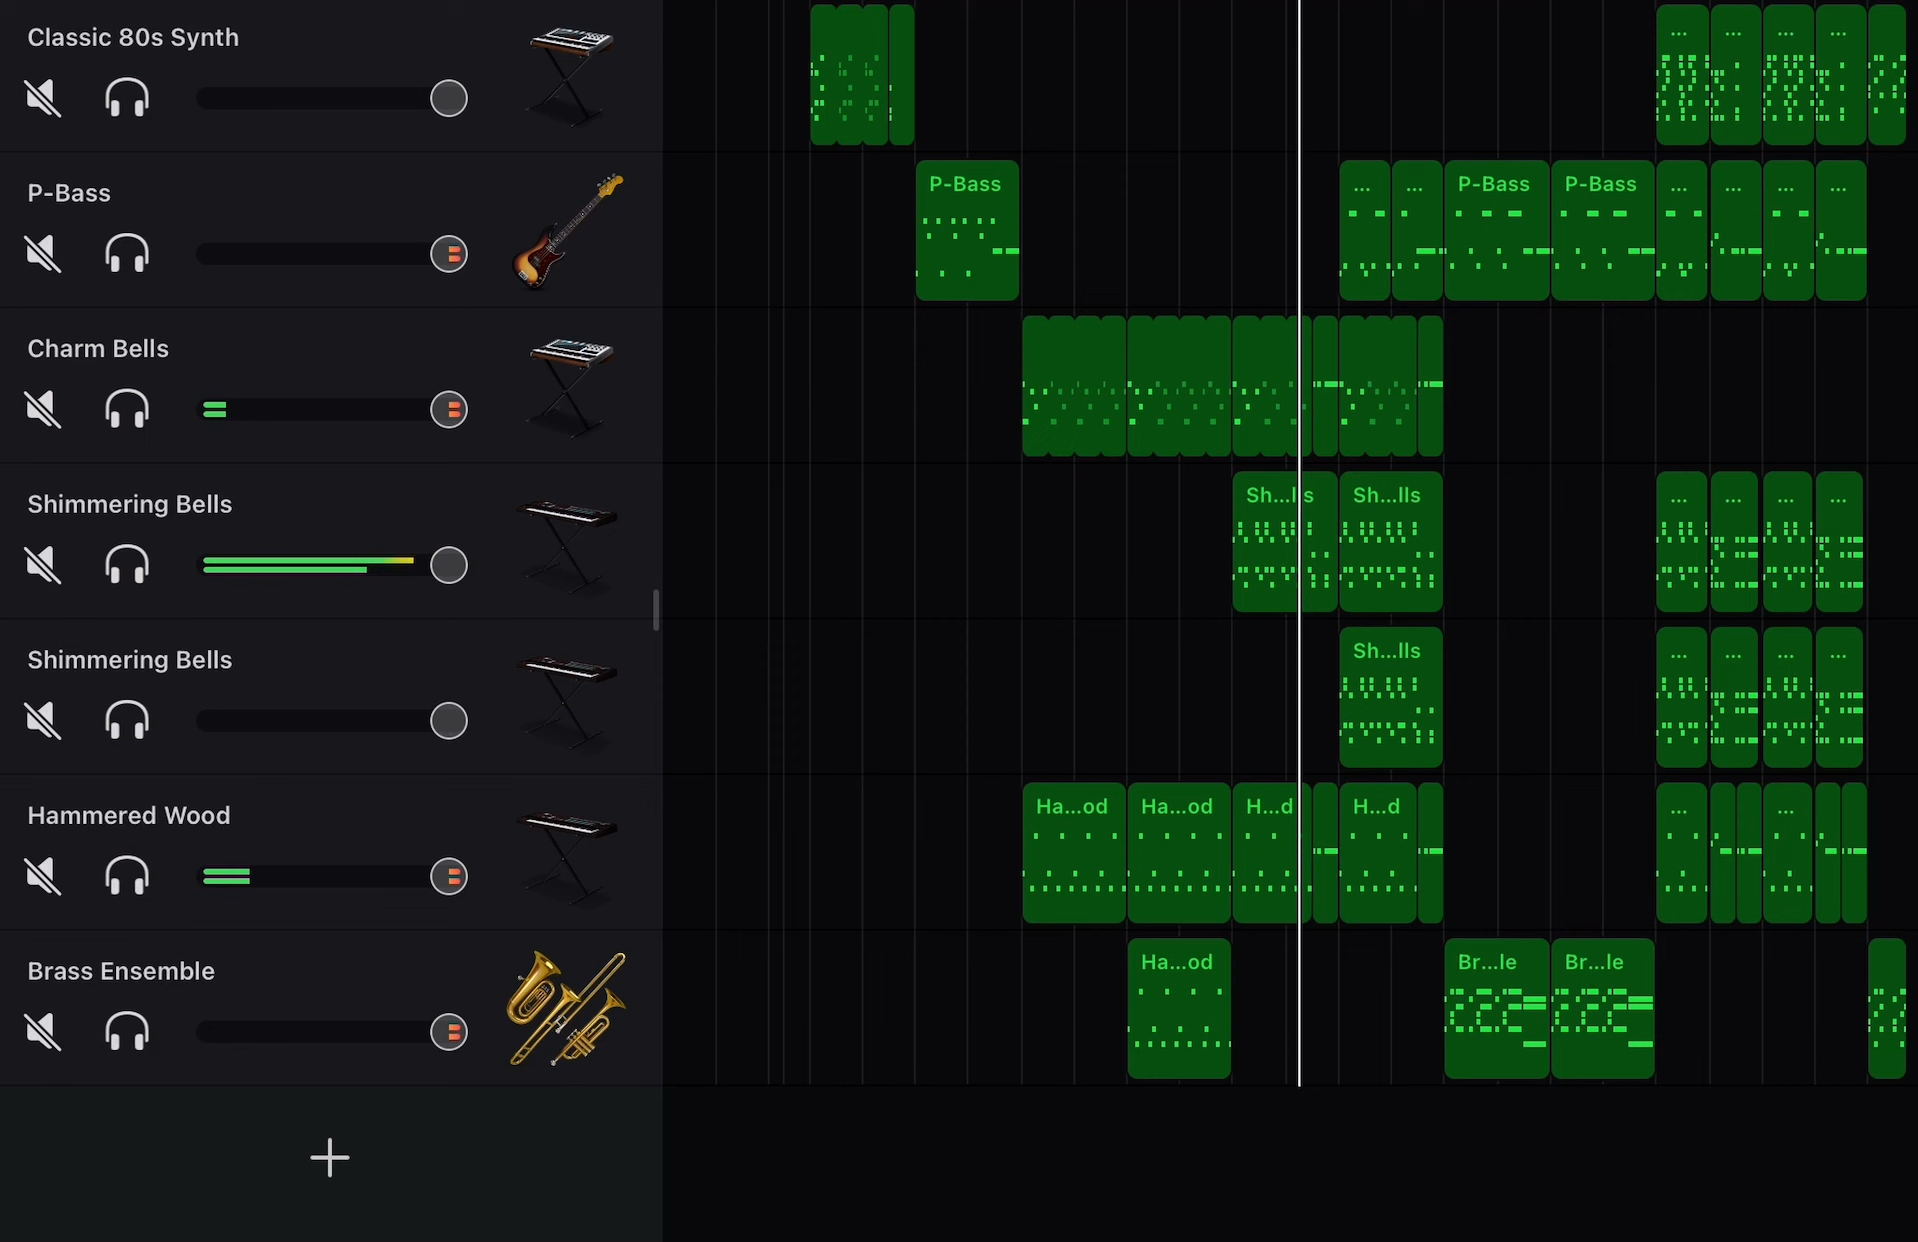 Classic 80s Synth
... ... ... ...
P-Bass
P-Bass
... ... P-Bass P-Bass ... ... ... ...
Charm Bells
Shimmering Bells
Sh...lls Sh...lls ... ... ... ...
Shimmering Bells
Sh...lls ... ... ... ...
Hammered Wood
Ha...od Ha...od H...d H...d ... ...
Brass Ensemble
Ha...od Br...le Br...le